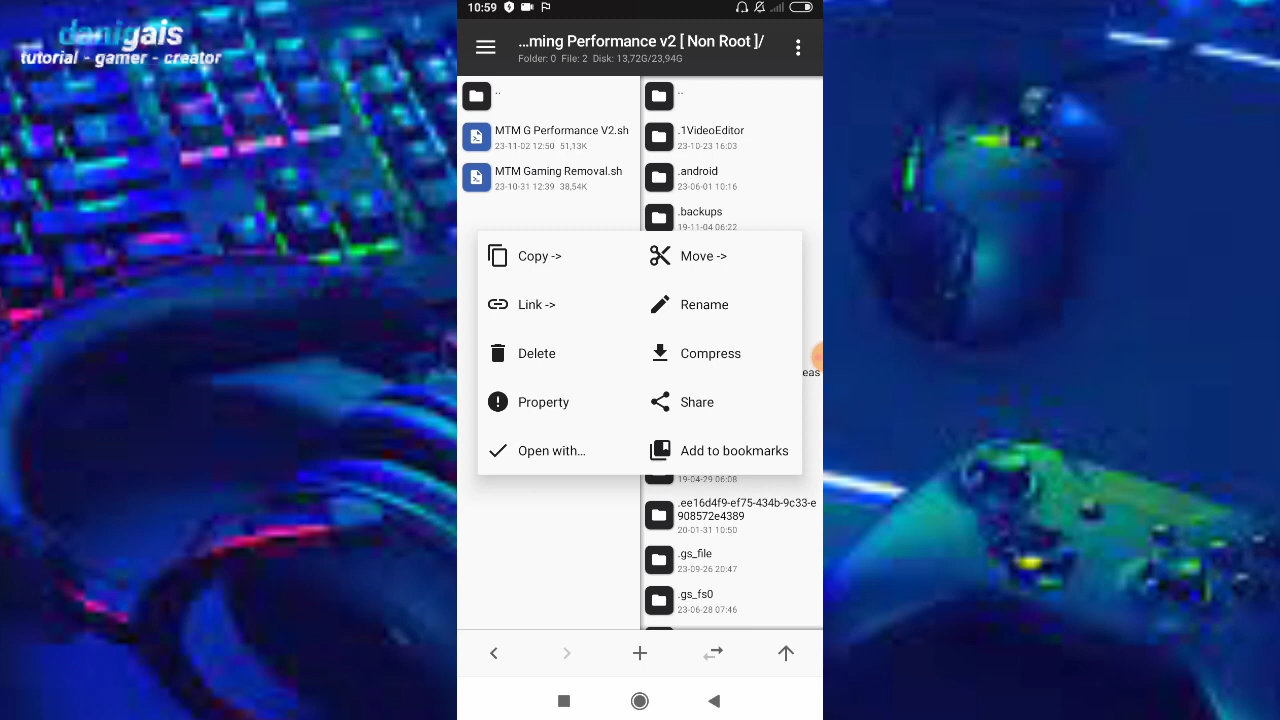 danigais
tutorial - gamer - creator
10:59
...ming Performance v2 [ Non Root ]/
Folder: 0 File: 2 Disk: 13,72G/23,94G
..
MTM G Performance V2.sh
23-11-02 12:50 51,13K
MTM Gaming Removal.sh
23-10-31 12:39 38,54K
..
.1VideoEditor
23-10-23 16:03
.android
23-06-01 10:16
.backups
19-11-04 06:22
Copy ->
Move ->
Link ->
Rename
Delete
Compress
eas
Property
Share
Open with...
Add to bookmarks
19-04-29 06:08
.ee16d4f9-ef75-434b-9c33-e
908572e4389
20-01-31 10:50
.gs_file
23-09-26 20:47
.gs_fs0
23-06-28 07:46